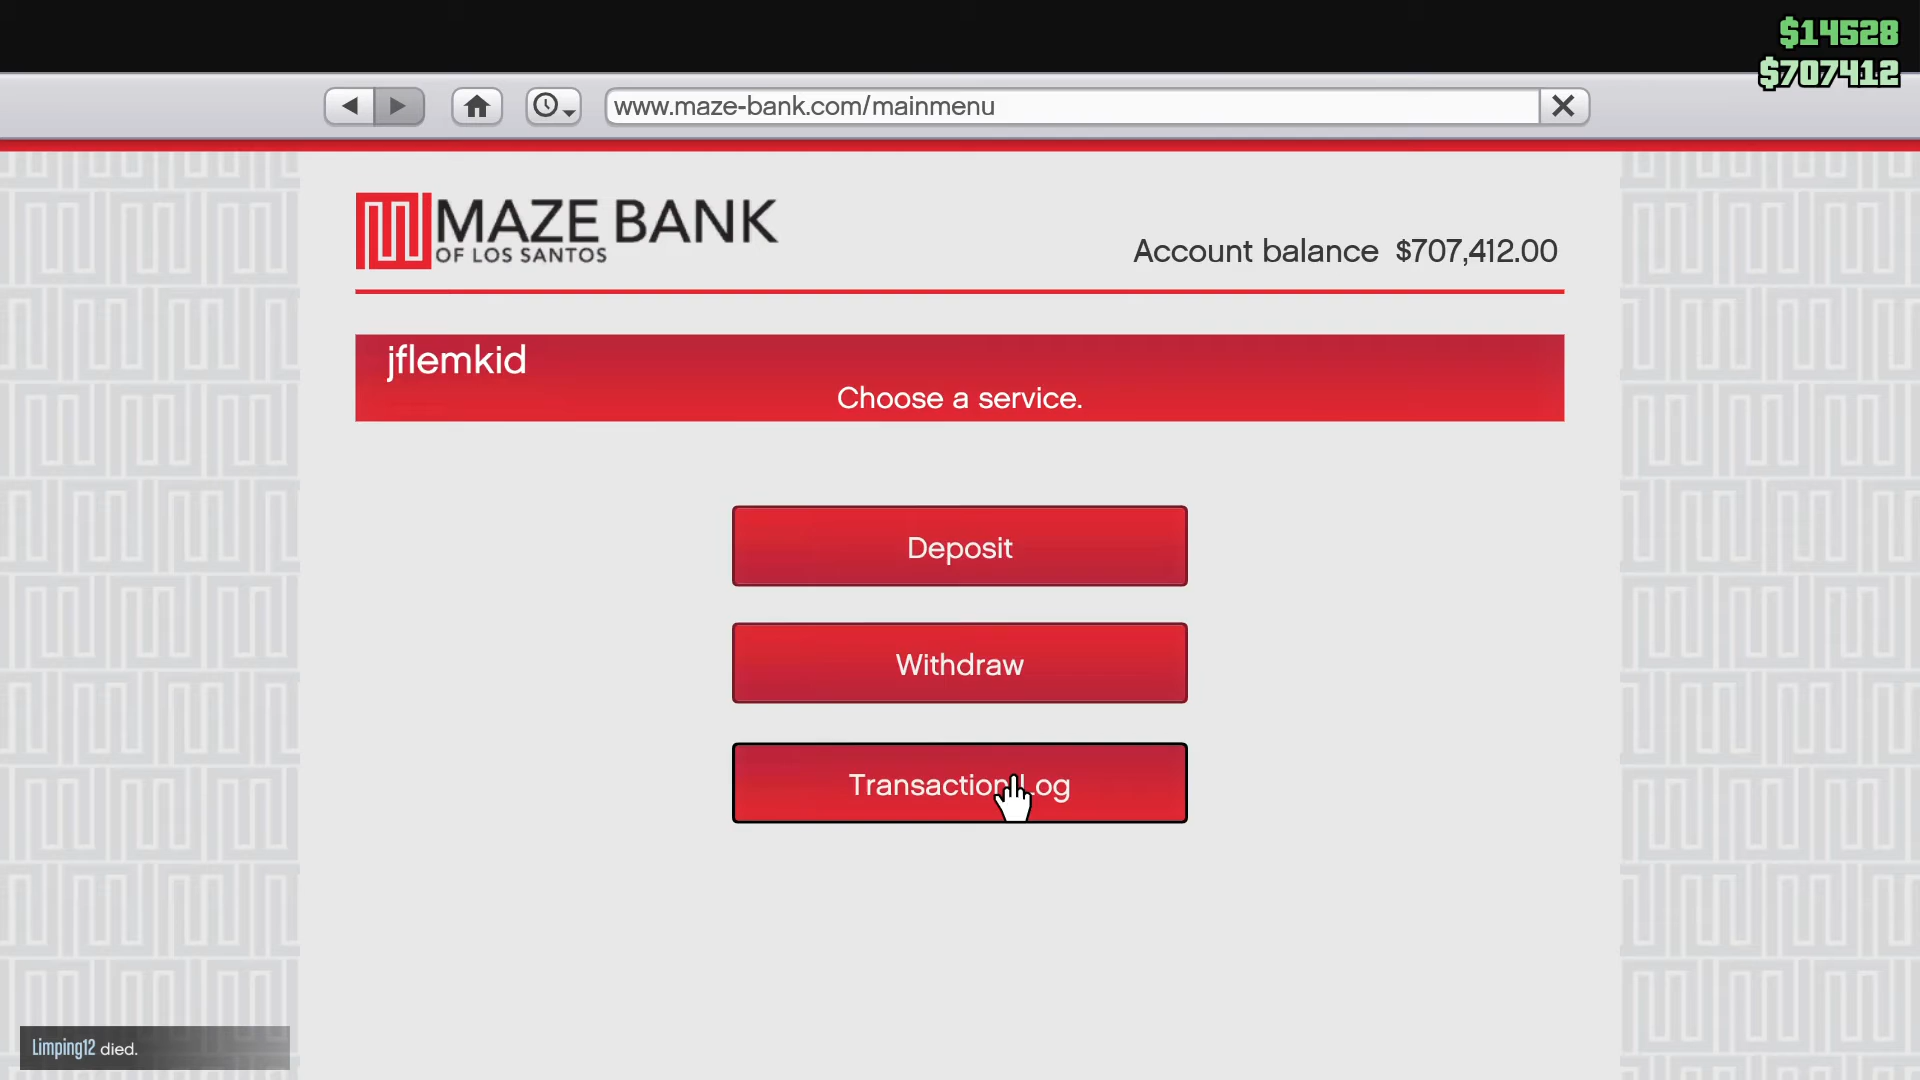 $14528
$707412
www.maze-bank.com/mainmenu
MAZE BANK
OF LOS SANTOS
Account balance $707,412.00
jflemkid
Choose a service.
Deposit
Withdraw
Transaction Log
Limping12 died.